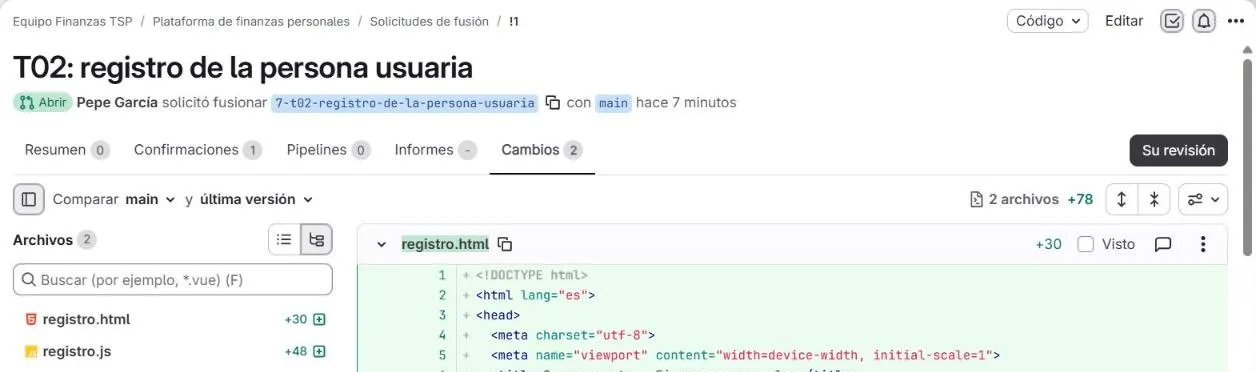 Equipo Finanzas TSP / Plataforma de finanzas personales / Solicitudes de fusión / !1
Código Editar
T02: registro de la persona usuaria
Abrir Pepe García solicitó fusionar 7-t02-registro-de-la-persona-usuaria con main hace 7 minutos
Resumen 0 Confirmaciones 1 Pipelines 0 Informes - Cambios 2
Su revisión
Comparar main y última versión
2 archivos +78
Archivos 2
Buscar (por ejemplo, *.vue) (F)
registro.html +30
registro.js +48
registro.html +30 Visto
1 + <!DOCTYPE html>
2 + <html lang="es">
3 + <head>
4 + <meta charset="utf-8">
5 + <meta name="viewport" content="width=device-width, initial-scale=1">